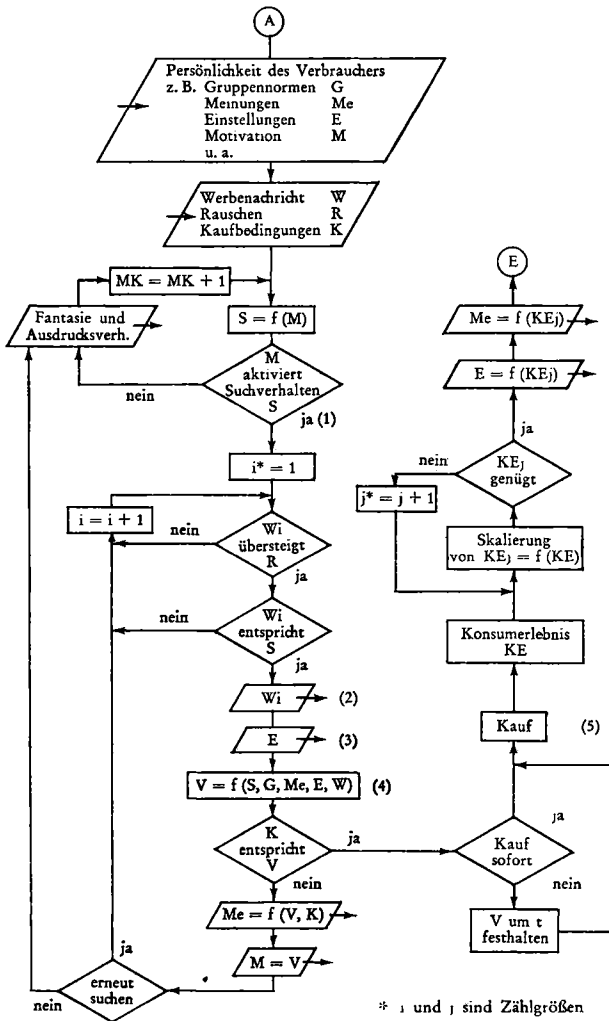 A
Persönlichkeit des Verbrauchers
z. B. Gruppennormen G
Meinungen Me
Einstellungen E
Motivation M
u. a.
Werbenachricht W
Rauschen R
Kaufbedingungen K
MK = MK + 1
Fantasie und
Ausdrucksverh.
S = f (M)
M
aktiviert
Suchverhalten
S
nein
ja (1)
i* = 1
i = i + 1
Wi
übersteigt
R
nein
ja
Wi
entspricht
S
nein
ja
Wi (2)
E (3)
V = f (S, G, Me, E, W) (4)
K
entspricht
V
ja
nein
Me = f (V, K)
M = V
erneut
suchen
ja
nein
E
Me = f (KEj)
E = f (KEj)
ja
KEj
genügt
nein
j* = j + 1
Skalierung
von KEj = f (KE)
Konsumerlebnis
KE
Kauf (5)
ja
Kauf
sofort
nein
V um t
festhalten
* i und j sind Zählgrößen